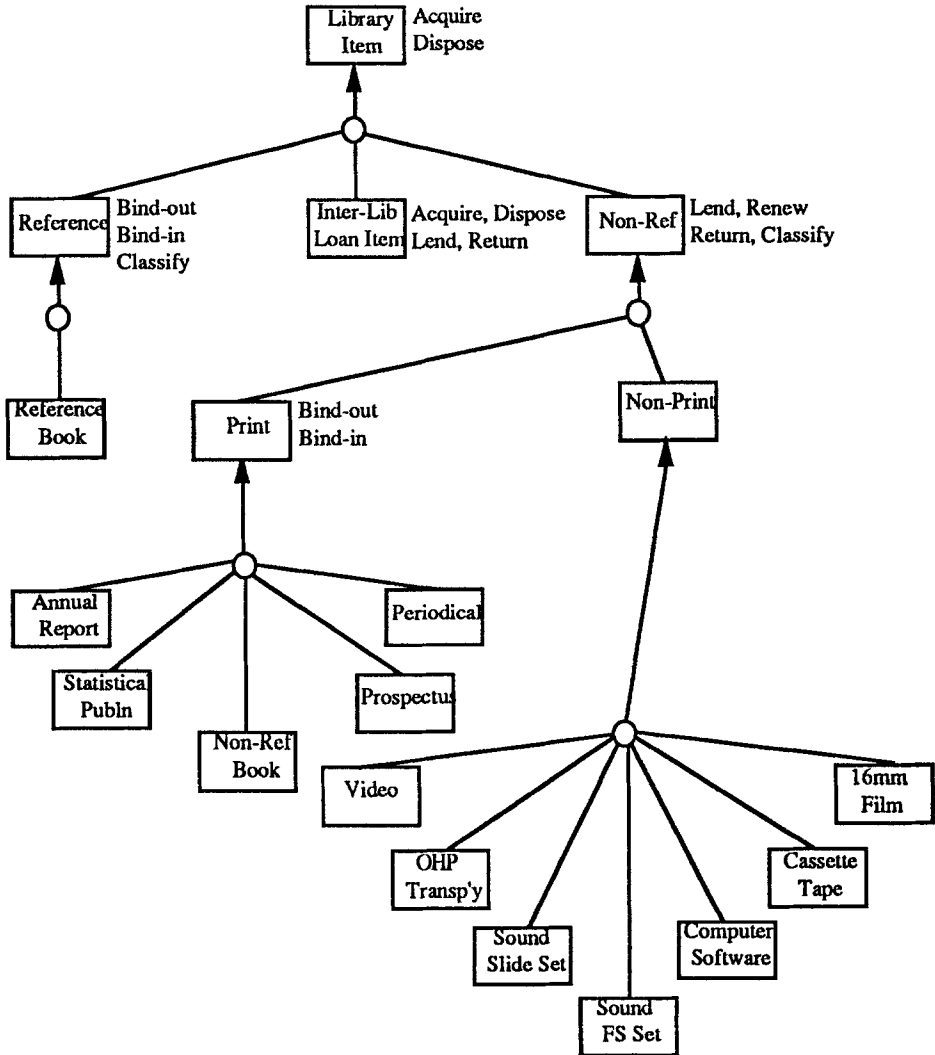 Library
Item
Acquire
Dispose
Reference
Bind-out
Bind-in
Classify
Inter-Lib
Loan Item
Acquire, Dispose
Lend, Return
Non-Ref
Lend, Renew
Return, Classify
Reference
Book
Print
Bind-out
Bind-in
Non-Print
Annual
Report
Periodical
Statistical
Publn
Prospectus
Non-Ref
Book
Video
16mm
Film
OHP
Transp'y
Cassette
Tape
Sound
Slide Set
Computer
Software
Sound
FS Set